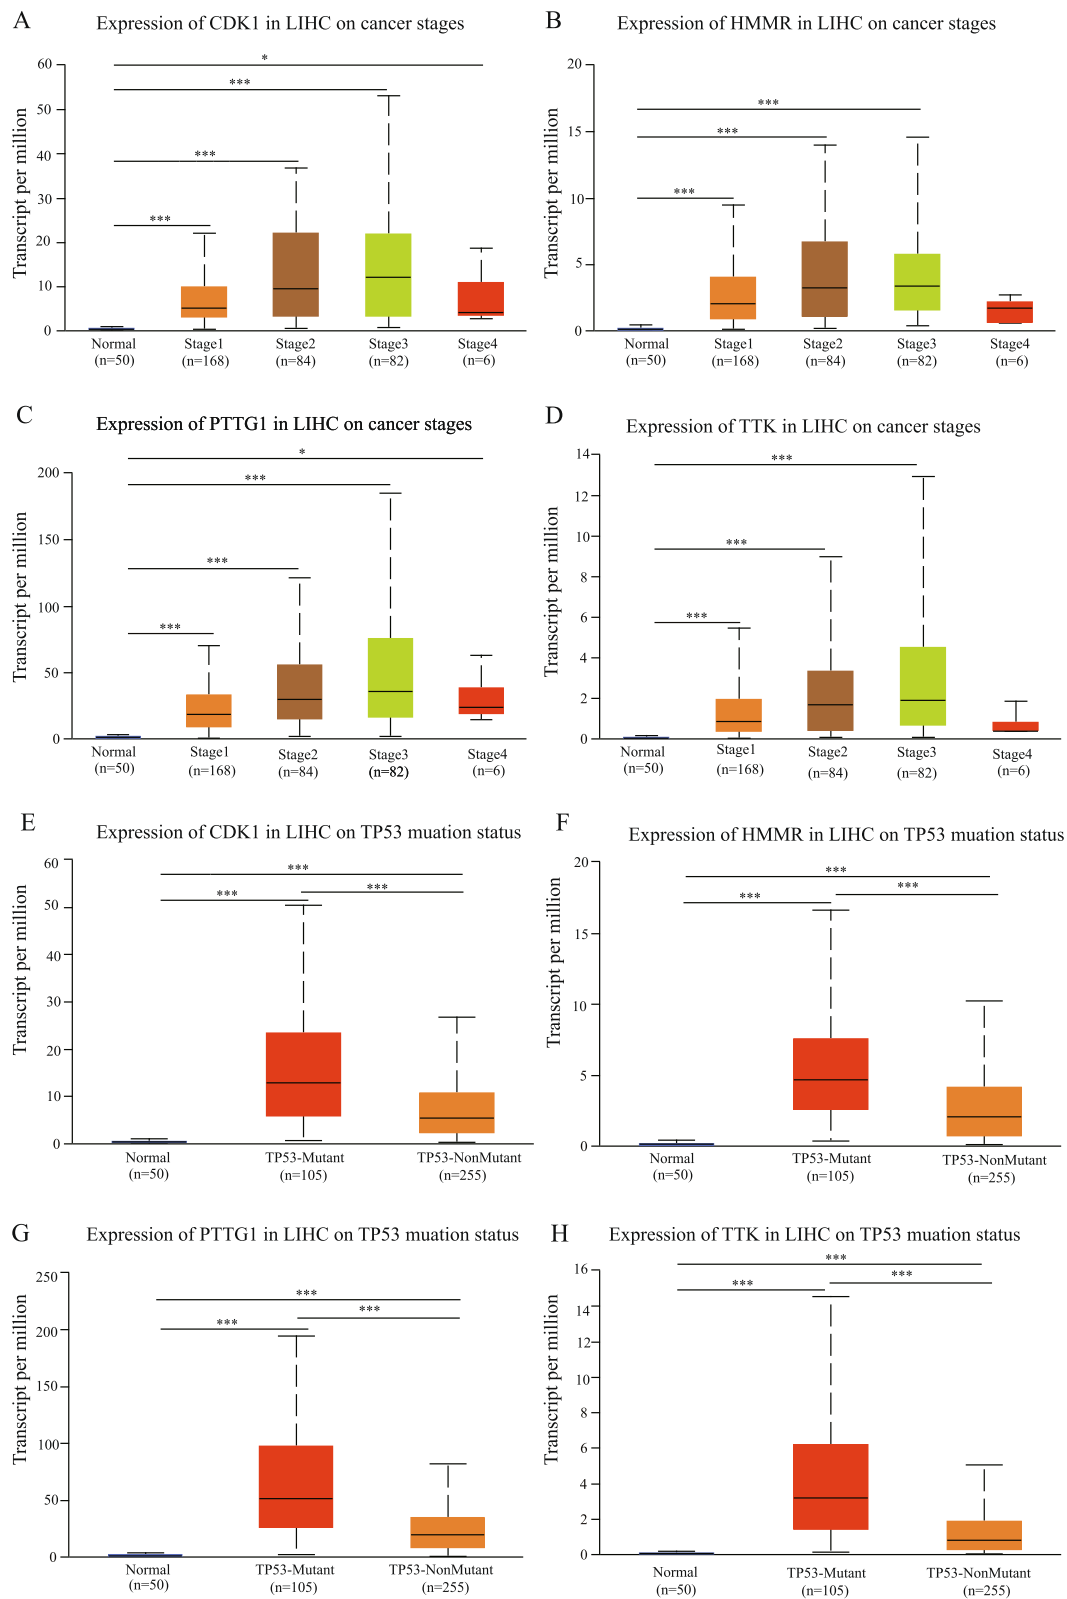 A
Expression of CDK1 in LIHC on cancer stages
Transcript per million
60
50
40
30
20
10
0
*
***
***
***
Normal Stage1 Stage2 Stage3 Stage4
(n=50) (n=168) (n=84) (n=82) (n=6)
B
Expression of HMMR in LIHC on cancer stages
Transcript per million
20
15
10
5
0
***
***
***
Normal Stage1 Stage2 Stage3 Stage4
(n=50) (n=168) (n=84) (n=82) (n=6)
C
Expression of PTTG1 in LIHC on cancer stages
Transcript per million
200
150
100
50
0
*
***
***
***
Normal Stage1 Stage2 Stage3 Stage4
(n=50) (n=168) (n=84) (n=82) (n=6)
D
Expression of TTK in LIHC on cancer stages
Transcript per million
14
12
10
8
6
4
2
0
***
***
***
Normal Stage1 Stage2 Stage3 Stage4
(n=50) (n=168) (n=84) (n=82) (n=6)
E
Expression of CDK1 in LIHC on TP53 muation status
Transcript per million
60
50
40
30
20
10
0
***
***
***
Normal TP53-Mutant TP53-NonMutant
(n=50) (n=105) (n=255)
F
Expression of HMMR in LIHC on TP53 muation status
Transcript per million
20
15
10
5
0
***
***
***
Normal TP53-Mutant TP53-NonMutant
(n=50) (n=105) (n=255)
G
Expression of PTTG1 in LIHC on TP53 muation status
Transcript per million
250
200
150
100
50
0
***
***
***
Normal TP53-Mutant TP53-NonMutant
(n=50) (n=105) (n=255)
H
Expression of TTK in LIHC on TP53 muation status
Transcript per million
16
14
12
10
8
6
4
2
0
***
***
***
Normal TP53-Mutant TP53-NonMutant
(n=50) (n=105) (n=255)